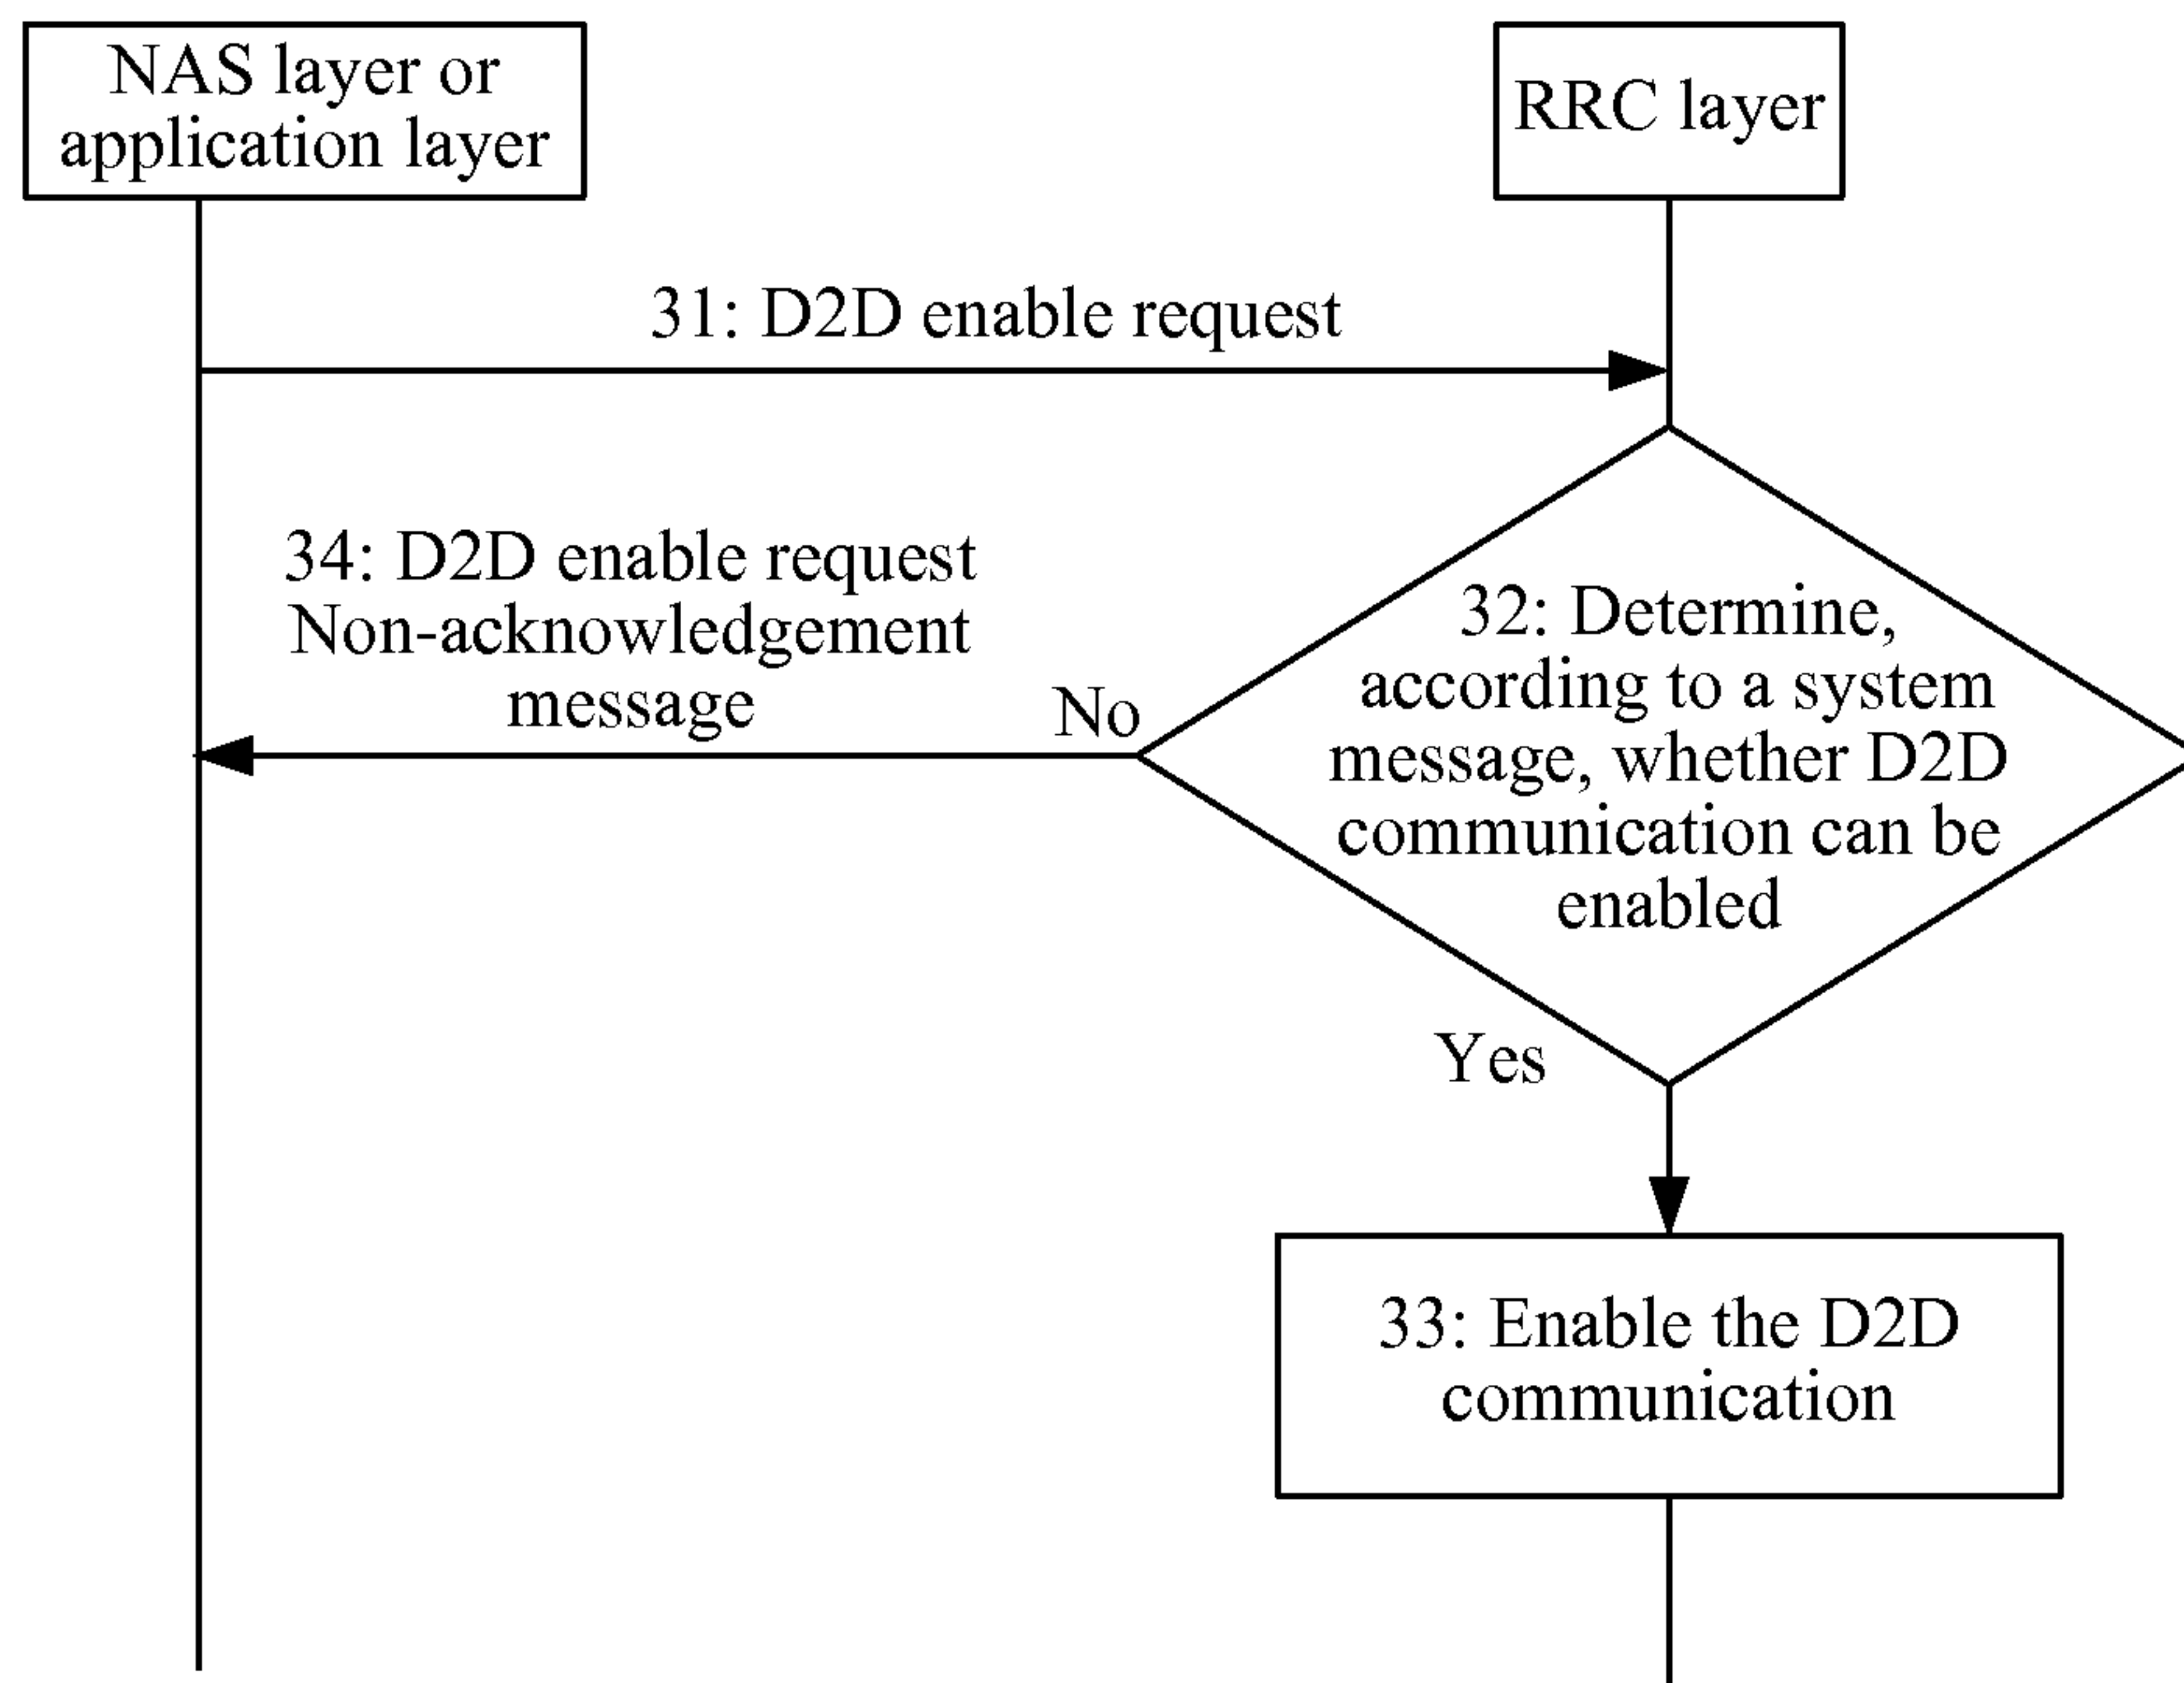 NAS layer or
application layer
RRC layer
31: D2D enable request
34: D2D enable request
Non-acknowledgement
message
No
32: Determine,
according to a system
message, whether D2D
communication can be
enabled
Yes
33: Enable the D2D
communication